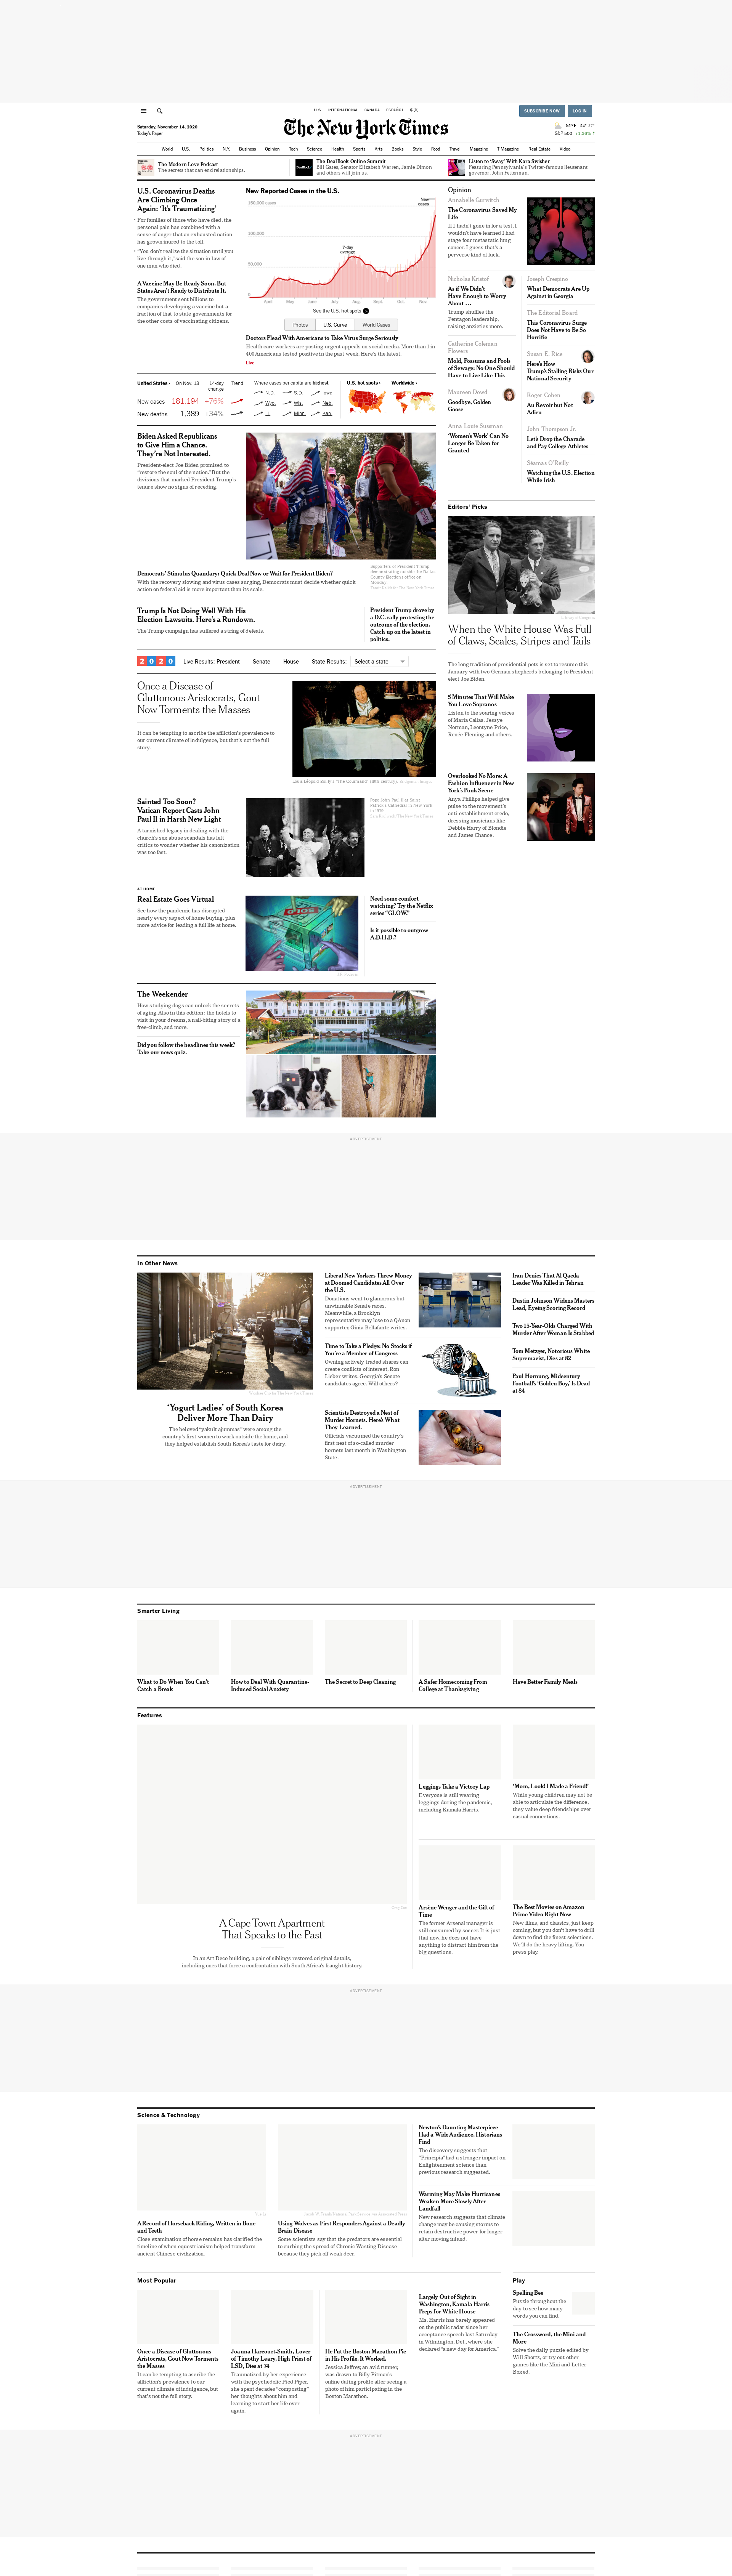 U.S. INTERNATIONAL CANADA ESPAÑOL 中文
SUBSCRIBE NOW LOG IN
Saturday, November 14, 2020
Today's Paper
The New York Times
51°F
S&P 500 +1.36%
World U.S. Politics N.Y. Business Opinion Tech Science Health Sports Arts Books Style Food Travel Magazine T Magazine Real Estate Video
The Modern Love Podcast
The secrets that can end relationships.
The DealBook Online Summit
Bill Gates, Senator Elizabeth Warren, Jamie Dimon
and others will join us.
Listen to 'Sway' With Kara Swisher
Featuring Pennsylvania's Twitter-famous lieutenant
governor, John Fetterman.
U.S. Coronavirus Deaths
Are Climbing Once
Again: 'It's Traumatizing'
For families of those who have died, the
personal pain has combined with a
sense of anger that an exhausted nation
has grown inured to the toll.
"You don't realize the situation until you
live through it," said the son-in-law of
one man who died.
A Vaccine May Be Ready Soon. But
States Aren't Ready to Distribute It.
The government sent billions to
companies developing a vaccine but a
fraction of that to state governments for
the other costs of vaccinating citizens.
New Reported Cases in the U.S.
150,000 cases
100,000
50,000
0
New
cases
7-day
average
April May June July Aug. Sept. Oct. Nov.
See the U.S. hot spots
Photos U.S. Curve World Cases
Doctors Plead With Americans to Take Virus Surge Seriously
Health care workers are posting urgent appeals on social media. More than 1 in
400 Americans tested positive in the past week. Here's the latest.
Live
United States › On Nov. 13 14-day change Trend
New cases 181,194 +76%
New deaths 1,389 +34%
Where cases per capita are highest
N.D. S.D. Iowa
Wyo. Wis. Neb.
Ill. Minn. Kan.
U.S. hot spots › Worldwide ›
Biden Asked Republicans
to Give Him a Chance.
They're Not Interested.
President-elect Joe Biden promised to
"restore the soul of the nation." But the
divisions that marked President Trump's
tenure show no signs of receding.
Democrats' Stimulus Quandary: Quick Deal Now or Wait for President Biden?
With the recovery slowing and virus cases surging, Democrats must decide whether quick
action on federal aid is more important than its scale.
Supporters of President Trump
demonstrating outside the Dallas
County Elections office on
Monday.
Trump Is Not Doing Well With His
Election Lawsuits. Here's a Rundown.
The Trump campaign has suffered a string of defeats.
President Trump drove by
a D.C. rally protesting the
outcome of the election.
Catch up on the latest in
politics.
2020 Live Results: President Senate House State Results: Select a state
Once a Disease of
Gluttonous Aristocrats, Gout
Now Torments the Masses
It can be tempting to ascribe the affliction's prevalence to
our current climate of indulgence, but that's not the full
story.
Sainted Too Soon?
Vatican Report Casts John
Paul II in Harsh New Light
A tarnished legacy in dealing with the
church's sex abuse scandal has left
critics to wonder whether his canonization
was too fast.
Pope John Paul II at Saint
Patrick's Cathedral in New York
in 1979.
AT HOME
Real Estate Goes Virtual
See how the pandemic has disrupted
nearly every aspect of home buying, plus
more advice for leading a full life at home.
Need some comfort
watching? Try the Netflix
series "GLOW."
Is it possible to outgrow
A.D.H.D.?
The Weekender
How studying dogs can unlock the secrets
of aging. Also in this edition: the hotels to
visit in your dreams, a nail-biting story of a
free-climb, and more.
Did you follow the headlines this week?
Take our news quiz.
Opinion
Annabelle Gurwitch
The Coronavirus Saved My
Life
If I hadn't gone in for a test, I
wouldn't have learned I had
stage four metastatic lung
cancer. I guess that's a
perverse kind of luck.
Nicholas Kristof
As if We Didn't
Have Enough to Worry
About …
Trump shuffles the
Pentagon leadership,
raising anxieties more.
Catherine Coleman
Flowers
Mold, Possums and Pools
of Sewage: No One Should
Have to Live Like This
Maureen Dowd
Goodbye, Golden
Goose
Anna Louie Sussman
'Women's Work' Can No
Longer Be Taken for
Granted
Joseph Crespino
What Democrats Are Up
Against in Georgia
The Editorial Board
This Coronavirus Surge
Does Not Have to Be So
Horrific
Susan E. Rice
Here's How
Trump's Stalling Risks Our
National Security
Roger Cohen
Au Revoir but Not
Adieu
John Thompson Jr.
Let's Drop the Charade
and Pay College Athletes
Séamas O'Reilly
Watching the U.S. Election
While Irish
Editors' Picks
When the White House Was Full
of Claws, Scales, Stripes and Tails
The long tradition of presidential pets is set to resume this
January with two German shepherds belonging to President-
elect Joe Biden.
5 Minutes That Will Make
You Love Sopranos
Listen to the soaring voices
of Maria Callas, Jessye
Norman, Leontyne Price,
Renée Fleming and others.
Overlooked No More: A
Fashion Influencer in New
York's Punk Scene
Anya Phillips helped give
pulse to the movement's
anti-establishment credo,
dressing musicians like
Debbie Harry of Blondie
and James Chance.
ADVERTISEMENT
In Other News
'Yogurt Ladies' of South Korea
Deliver More Than Dairy
The beloved "yakult ajummas" were among the
country's first women to work outside the home, and
they helped establish South Korea's taste for dairy.
Liberal New Yorkers Threw Money
at Doomed Candidates All Over
the U.S.
Donations went to glamorous but
unwinnable Senate races.
Meanwhile, a Brooklyn
representative may lose to a QAnon
supporter, Ginia Bellafante writes.
Time to Take a Pledge: No Stocks if
You're a Member of Congress
Owning actively traded shares can
create conflicts of interest, Ron
Lieber writes. Georgia's Senate
candidates agree. Will others?
Scientists Destroyed a Nest of
Murder Hornets. Here's What
They Learned.
Officials vacuumed the country's
first nest of so-called murder
hornets last month in Washington
State.
Iran Denies That Al Qaeda
Leader Was Killed in Tehran
Dustin Johnson Widens Masters
Lead, Eyeing Scoring Record
Two 15-Year-Olds Charged With
Murder After Woman Is Stabbed
Tom Metzger, Notorious White
Supremacist, Dies at 82
Paul Hornung, Midcentury
Football's 'Golden Boy,' Is Dead
at 84
ADVERTISEMENT
Smarter Living
What to Do When You Can't
Catch a Break
How to Deal With Quarantine-
Induced Social Anxiety
The Secret to Deep Cleaning
A Safer Homecoming From
College at Thanksgiving
Have Better Family Meals
Features
A Cape Town Apartment
That Speaks to the Past
In an Art Deco building, a pair of siblings restored original details,
including ones that force a confrontation with South Africa's fraught history.
Leggings Take a Victory Lap
Everyone is still wearing
leggings during the pandemic,
including Kamala Harris.
'Mom, Look! I Made a Friend!'
While young children may not be
able to articulate the difference,
they value deep friendships over
casual connections.
Arsène Wenger and the Gift of
Time
The former Arsenal manager is
still consumed by soccer. It is just
that now, he does not have
anything to distract him from the
big questions.
The Best Movies on Amazon
Prime Video Right Now
New films, and classics, just keep
coming, but you don't have to drill
down to find the finest selections.
We'll do the heavy lifting. You
press play.
ADVERTISEMENT
Science & Technology
A Record of Horseback Riding, Written in Bone
and Teeth
Close examination of horse remains has clarified the
timeline of when equestrianism helped transform
ancient Chinese civilization.
Using Wolves as First Responders Against a Deadly
Brain Disease
Some scientists say that the predators are essential
to curbing the spread of Chronic Wasting Disease
because they pick off weak deer.
Newton's Daunting Masterpiece
Had a Wide Audience, Historians
Find
The discovery suggests that
"Principia" had a stronger impact on
Enlightenment science than
previous research suggested.
Warming May Make Hurricanes
Weaken More Slowly After
Landfall
New research suggests that climate
change may be causing storms to
retain destructive power for longer
after moving inland.
Most Popular
Once a Disease of Gluttonous
Aristocrats, Gout Now Torments
the Masses
It can be tempting to ascribe the
affliction's prevalence to our
current climate of indulgence, but
that's not the full story.
Joanna Harcourt-Smith, Lover
of Timothy Leary, High Priest of
LSD, Dies at 74
Traumatized by her experience
with the psychedelic Pied Piper,
she spent decades "composting"
her thoughts about him and
learning to start her life over
again.
He Put the Boston Marathon Pic
in His Profile. It Worked.
Jessica Jeffrey, an avid runner,
was drawn to Billy Pitman's
online dating profile after seeing a
photo of him participating in the
Boston Marathon.
Largely Out of Sight in
Washington, Kamala Harris
Preps for White House
Ms. Harris has barely appeared
on the public radar since her
acceptance speech last Saturday
in Wilmington, Del., where she
declared "a new day for America."
Play
Spelling Bee
Puzzle throughout the
day to see how many
words you can find.
The Crossword, the Mini and
More
Solve the daily puzzle edited by
Will Shortz, or try out other
games like the Mini and Letter
Boxed.
ADVERTISEMENT